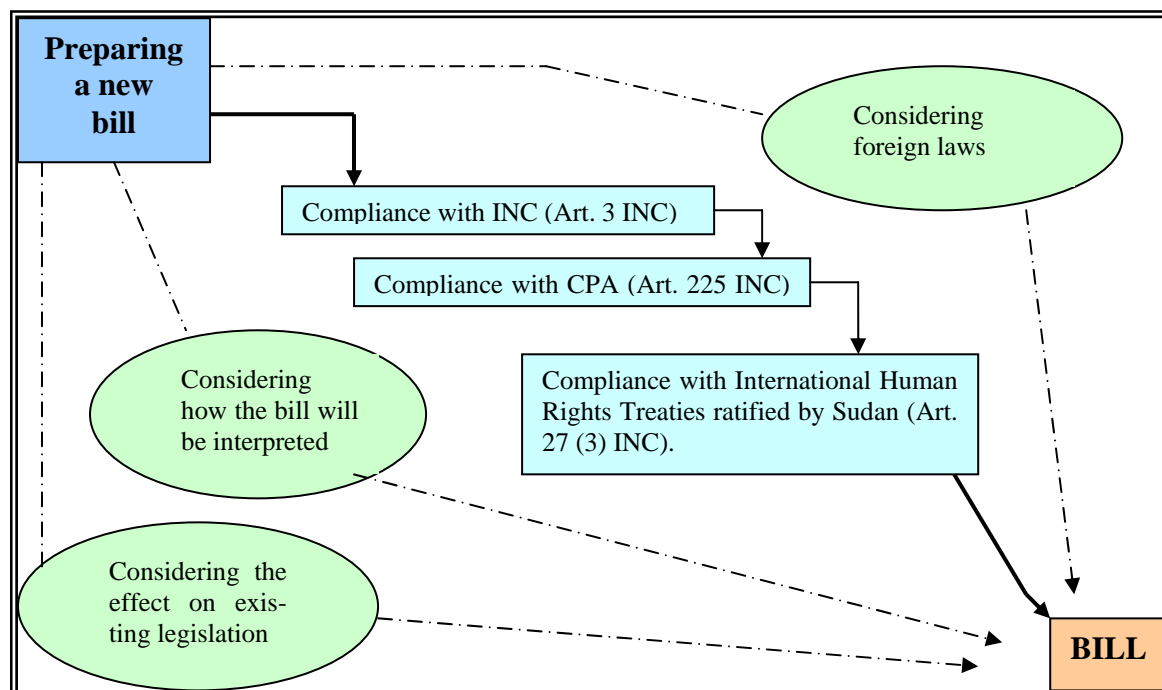 Preparing
a new
bill
Considering
foreign laws
Compliance with INC (Art. 3 INC)
Compliance with CPA (Art. 225 INC)
Compliance with International Human
Rights Treaties ratified by Sudan (Art.
27 (3) INC).
Considering
how the bill will
be interpreted
Considering the
effect on exis-
ting legislation
BILL